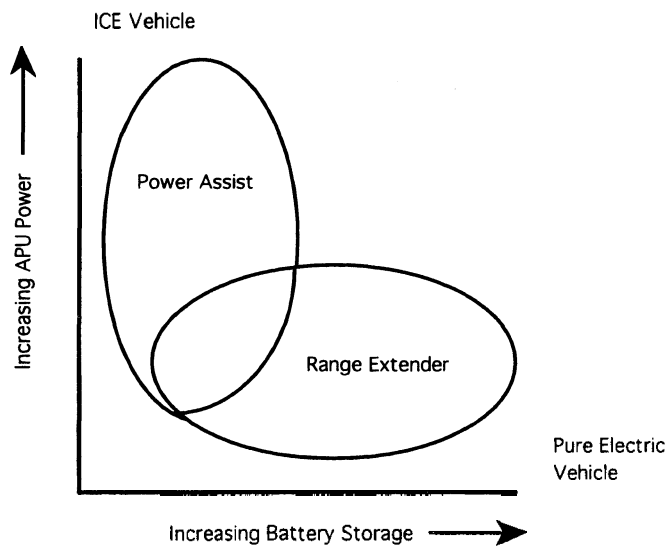 ICE Vehicle
Increasing APU Power
Power Assist
Range Extender
Pure Electric
Vehicle
Increasing Battery Storage